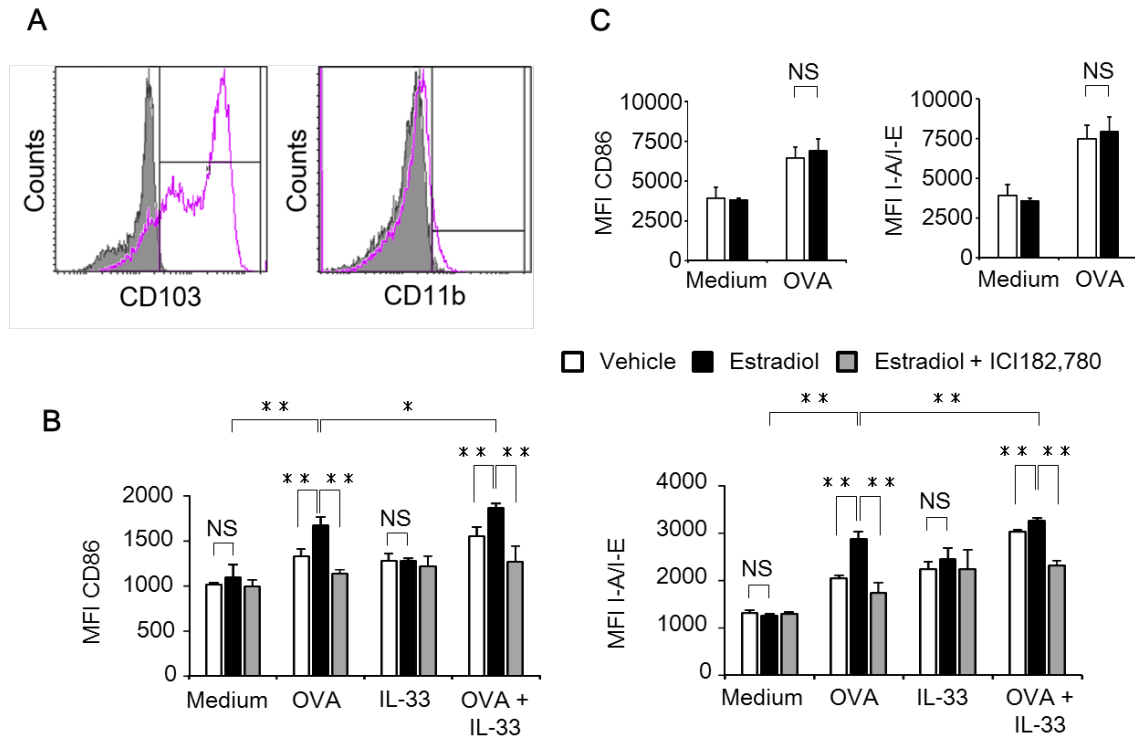 A
Counts
CD103
Counts
CD11b
C
NS
MFI CD86
10000
7500
5000
2500
0
Medium OVA
NS
MFI I-A/I-E
10000
7500
5000
2500
0
Medium OVA
Vehicle Estradiol Estradiol + ICI182,780
B
** *
** ** ** **
NS NS
MFI CD86
2000
1500
1000
500
0
Medium OVA IL-33 OVA +
IL-33
** **
** ** ** **
NS NS
MFI I-A/I-E
4000
3000
2000
1000
0
Medium OVA IL-33 OVA +
IL-33